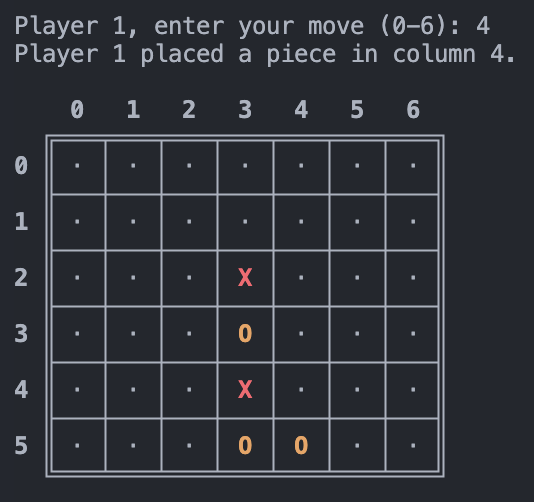 Player 1, enter your move (0–6): 4
Player 1 placed a piece in column 4.
0 1 2 3 4 5 6
0 · · · · · · ·
1 · · · · · · ·
2 · · · X · · ·
3 · · · O · · ·
4 · · · X · · ·
5 · · · O O · ·